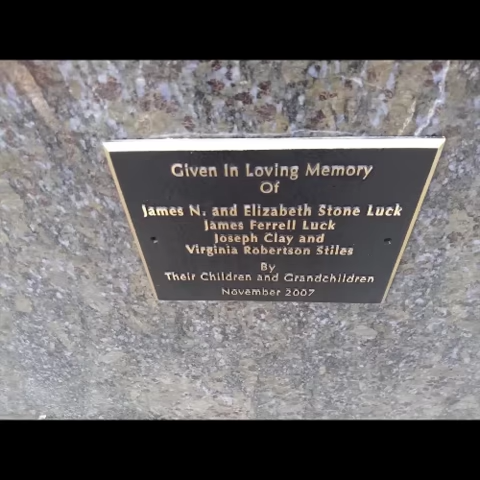 Given In Loving Memory
Of
James N. and Elizabeth Stone Luck
James Ferrell Luck
Joseph Clay and
Virginia Robertson Stiles
By
Their Children and Grandchildren
November 2007